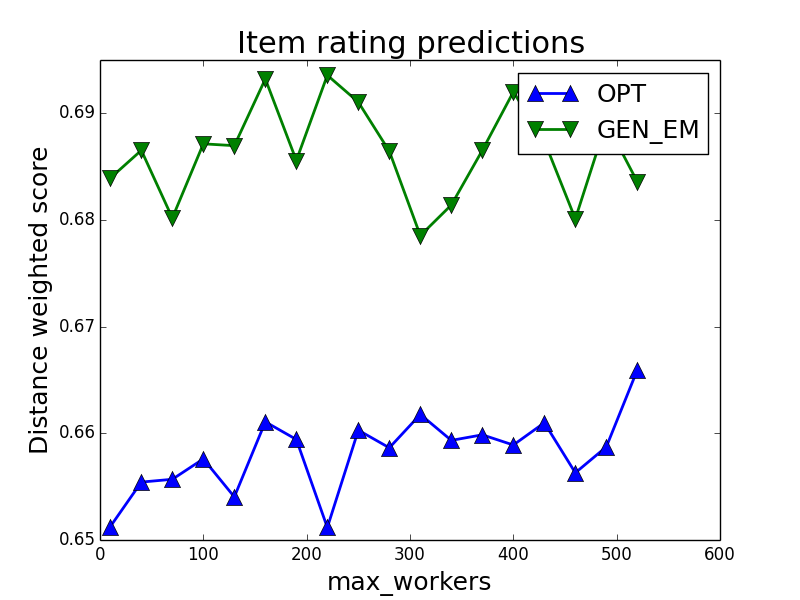 Item rating predictions
OPT
GEN_EM
Distance weighted score
0.69
0.68
0.67
0.66
0.65
0
100
200
300
400
500
600
max_workers